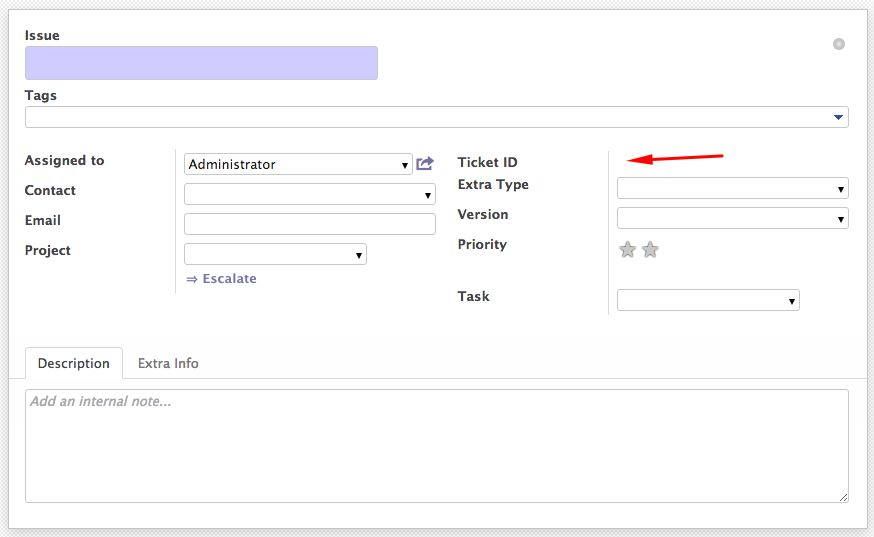 Issue
Tags
Assigned to
Administrator
Contact
Email
Project
⇒ Escalate
Ticket ID
Extra Type
Version
Priority
Task
Description
Extra Info
Add an internal note...